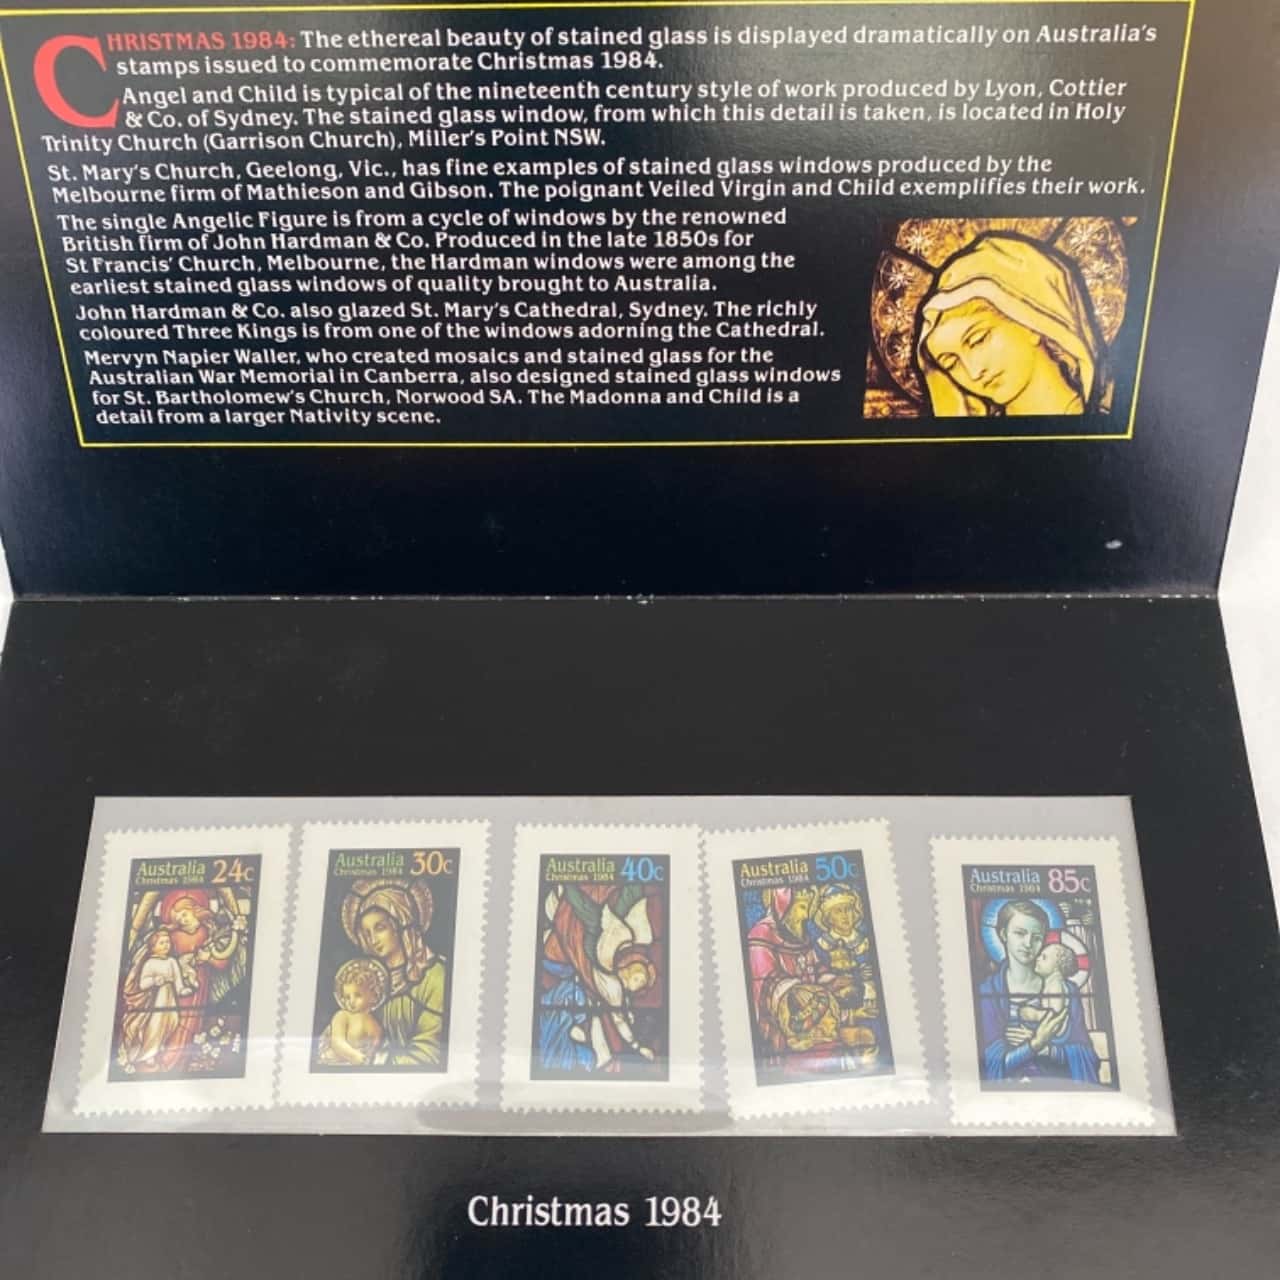 CHRISTMAS 1984: The ethereal beauty of stained glass is displayed dramatically on Australia's
stamps issued to commemorate Christmas 1984.
Angel and Child is typical of the nineteenth century style of work produced by Lyon, Cottier
& Co. of Sydney. The stained glass window, from which this detail is taken, is located in Holy
Trinity Church (Garrison Church), Miller's Point NSW.
St. Mary's Church, Geelong, Vic., has fine examples of stained glass windows produced by the
Melbourne firm of Mathieson and Gibson. The poignant Veiled Virgin and Child exemplifies their work.
The single Angelic Figure is from a cycle of windows by the renowned
British firm of John Hardman & Co. Produced in the late 1850s for
St Francis' Church, Melbourne, the Hardman windows were among the
earliest stained glass windows of quality brought to Australia.
John Hardman & Co. also glazed St. Mary's Cathedral, Sydney. The richly
coloured Three Kings is from one of the windows adorning the Cathedral.
Mervyn Napier Waller, who created mosaics and stained glass for the
Australian War Memorial in Canberra, also designed stained glass windows
for St. Bartholomew's Church, Norwood SA. The Madonna and Child is a
detail from a larger Nativity scene.
Australia 24c
Christmas 1984
Australia 30c
Christmas 1984
Australia 40c
Christmas 1984
Australia 50c
Christmas 1984
Australia 85c
Christmas 1984
Christmas 1984